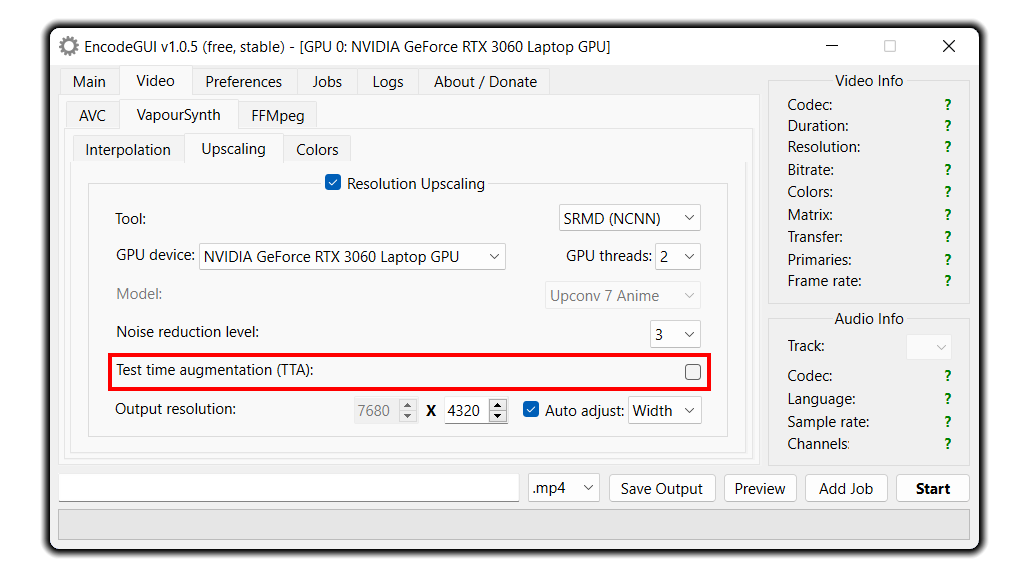 EncodeGUI v1.0.5 (free, stable) - [GPU 0: NVIDIA GeForce RTX 3060 Laptop GPU]
Main Video Preferences Jobs Logs About / Donate
AVC VapourSynth FFMpeg
Interpolation Upscaling Colors
Resolution Upscaling
Tool: SRMD (NCNN)
GPU device: NVIDIA GeForce RTX 3060 Laptop GPU GPU threads: 2
Model: Upconv 7 Anime
Noise reduction level: 3
Test time augmentation (TTA):
Output resolution: 7680 X 4320 Auto adjust: Width
Video Info
Codec: ?
Duration: ?
Resolution: ?
Bitrate: ?
Colors: ?
Matrix: ?
Transfer: ?
Primaries: ?
Frame rate: ?
Audio Info
Track:
Codec: ?
Language: ?
Sample rate: ?
Channels: ?
.mp4 Save Output Preview Add Job Start